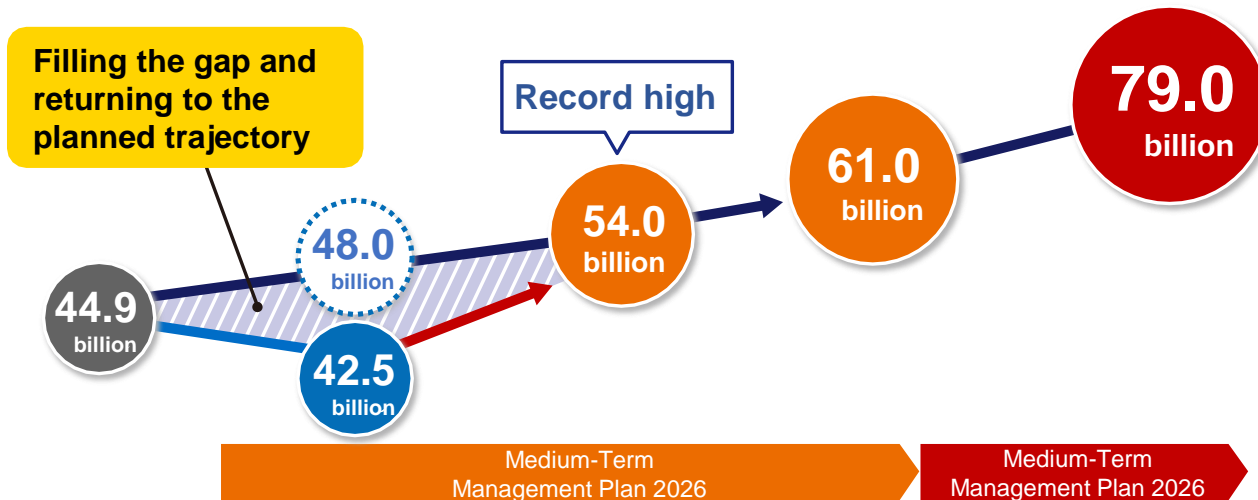 Filling the gap and
returning to the
planned trajectory
Record high
79.0
billion
61.0
billion
54.0
billion
48.0
billion
44.9
billion
42.5
billion
Medium-Term
Management Plan 2026
Medium-Term
Management Plan 2026